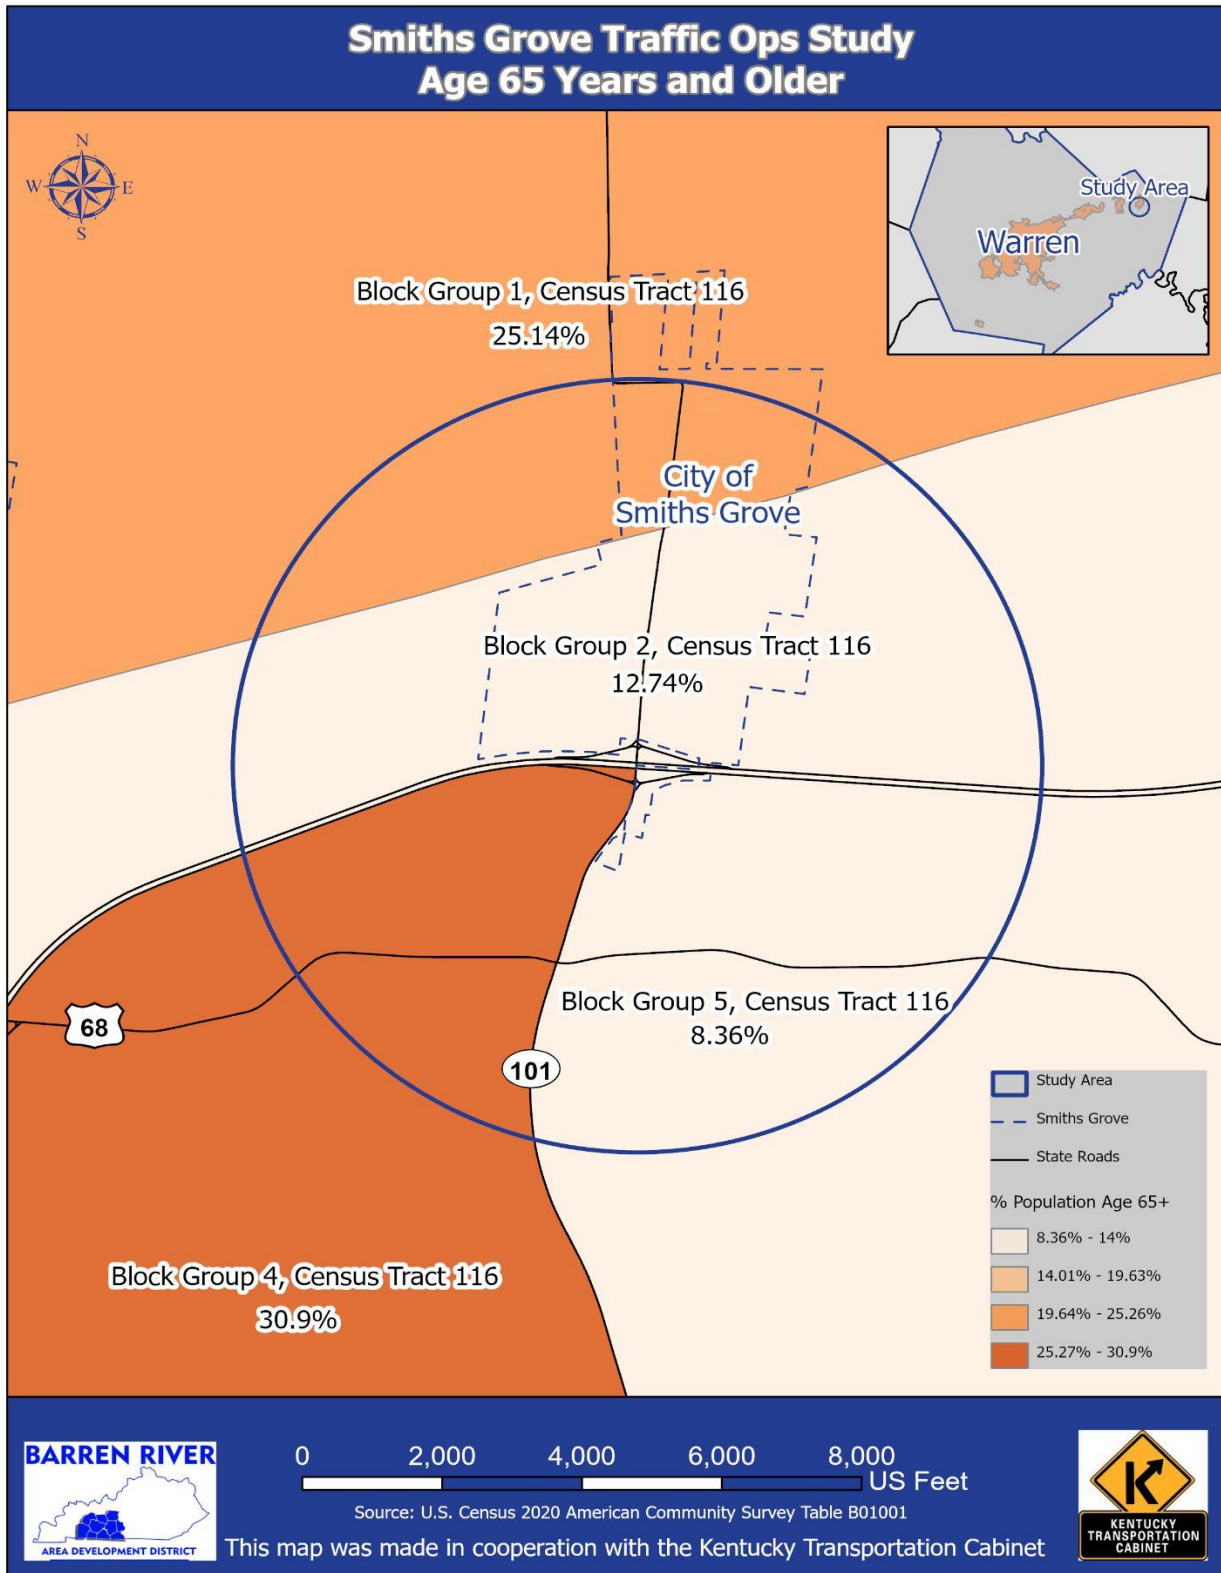 Smiths Grove Traffic Ops Study
Age 65 Years and Older
N
W E
S
Study Area
Warren
Block Group 1, Census Tract 116
25.14%
City of
Smiths Grove
Block Group 2, Census Tract 116
12.74%
Block Group 5, Census Tract 116
8.36%
68
101
Block Group 4, Census Tract 116
30.9%
Study Area
Smiths Grove
State Roads
% Population Age 65+
8.36% - 14%
14.01% - 19.63%
19.64% - 25.26%
25.27% - 30.9%
BARREN RIVER
AREA DEVELOPMENT DISTRICT
0 2,000 4,000 6,000 8,000
US Feet
Source: U.S. Census 2020 American Community Survey Table B01001
This map was made in cooperation with the Kentucky Transportation Cabinet
K
KENTUCKY
TRANSPORTATION
CABINET